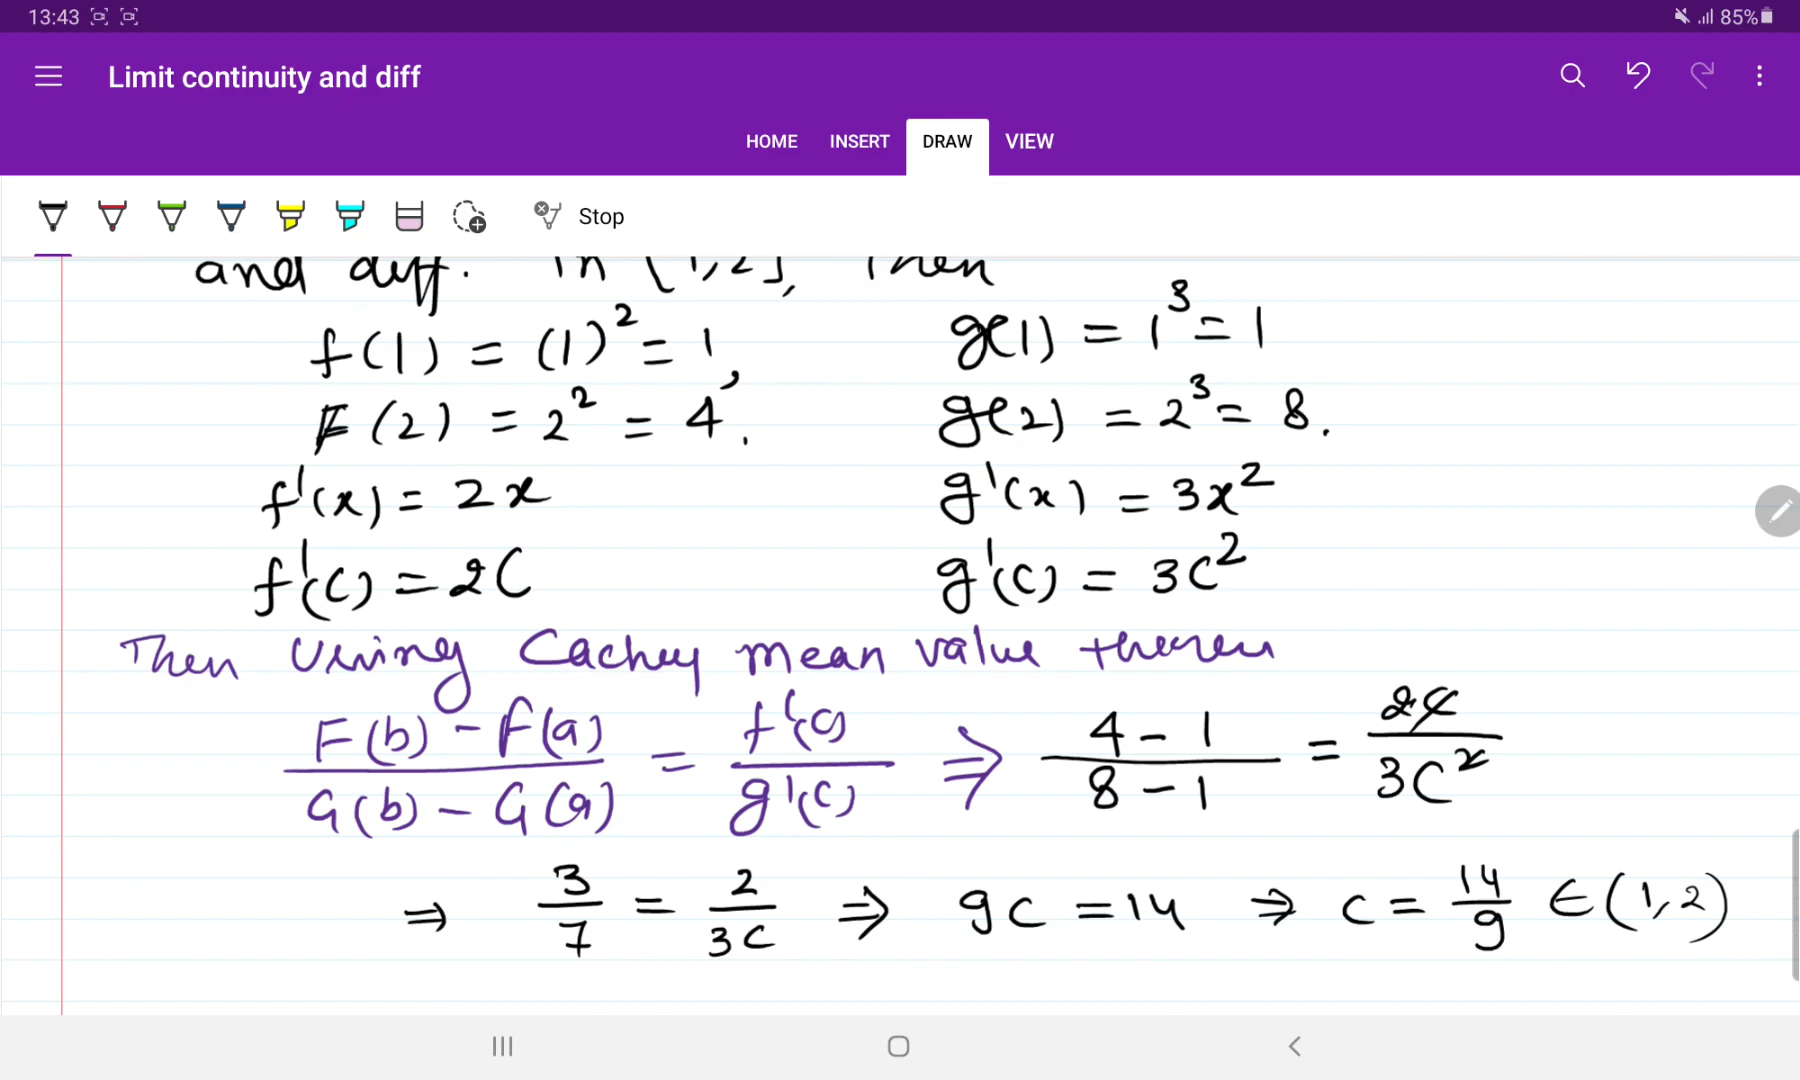 13:43 85%
Limit continuity and diff
HOME INSERT DRAW VIEW
Stop
and diff. in [1,2], Then
f(1) = (1)² = 1, g(1) = 1³ = 1
F(2) = 2² = 4. g(2) = 2³ = 8.
f'(x) = 2x g'(x) = 3x²
f'(c) = 2c g'(c) = 3c²
Then Using Cachey mean value theorem
(F(b) - f(a)) / (G(b) - G(a)) = f'(c) / g'(c) ⇒ (4 - 1) / (8 - 1) = 2c / 3c²
⇒ 3/7 = 2/3c ⇒ 9c = 14 ⇒ c = 14/9 ∈ (1,2)